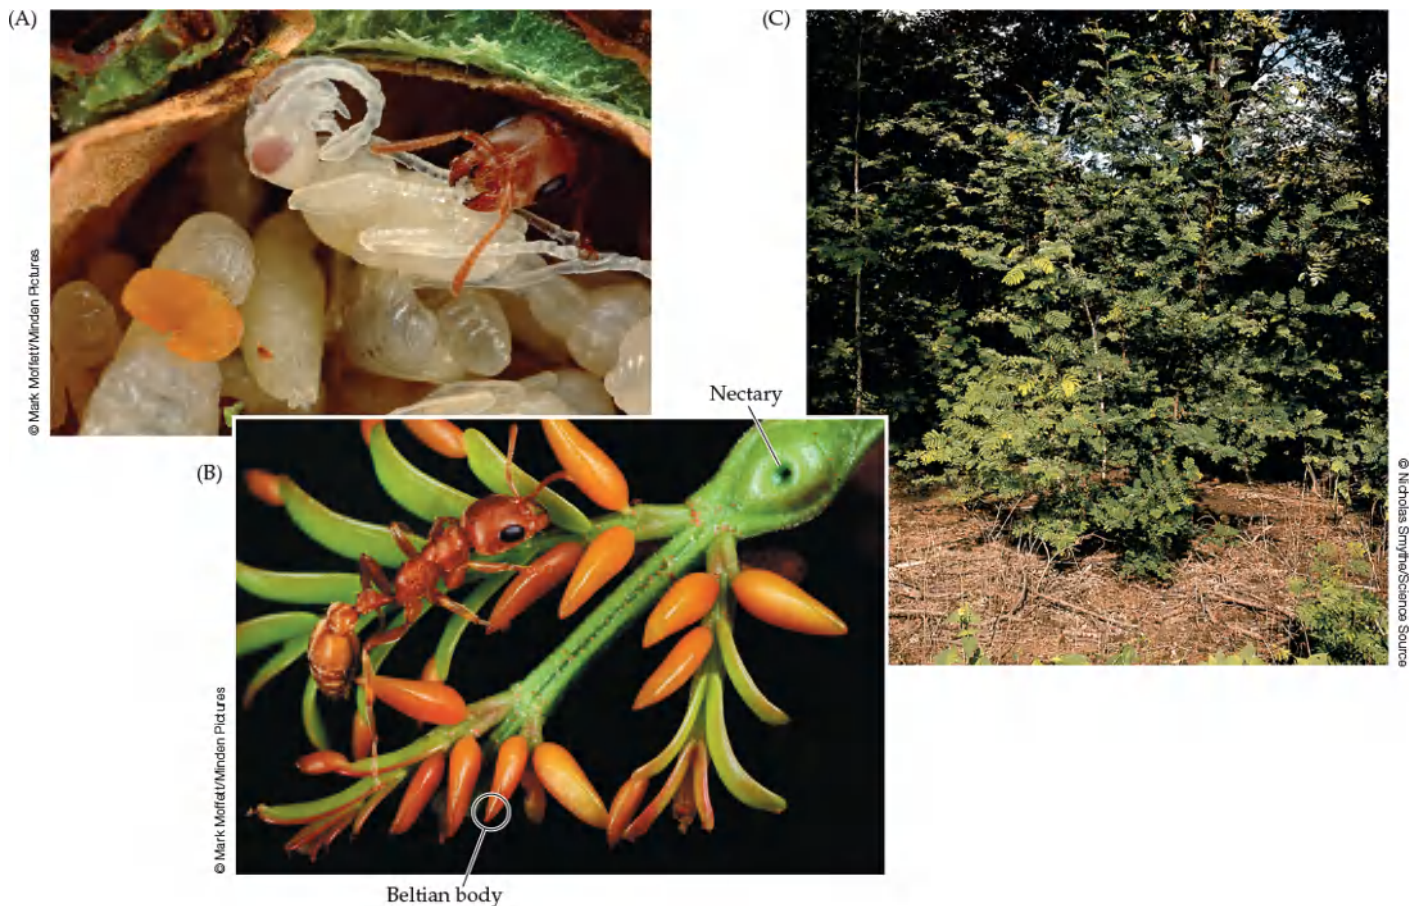 (A)
© Mark Moffett/Minden Pictures
(B)
© Mark Moffett/Minden Pictures
Nectary
Beltian body
(C)
© Nicholas Smythe/Science Source